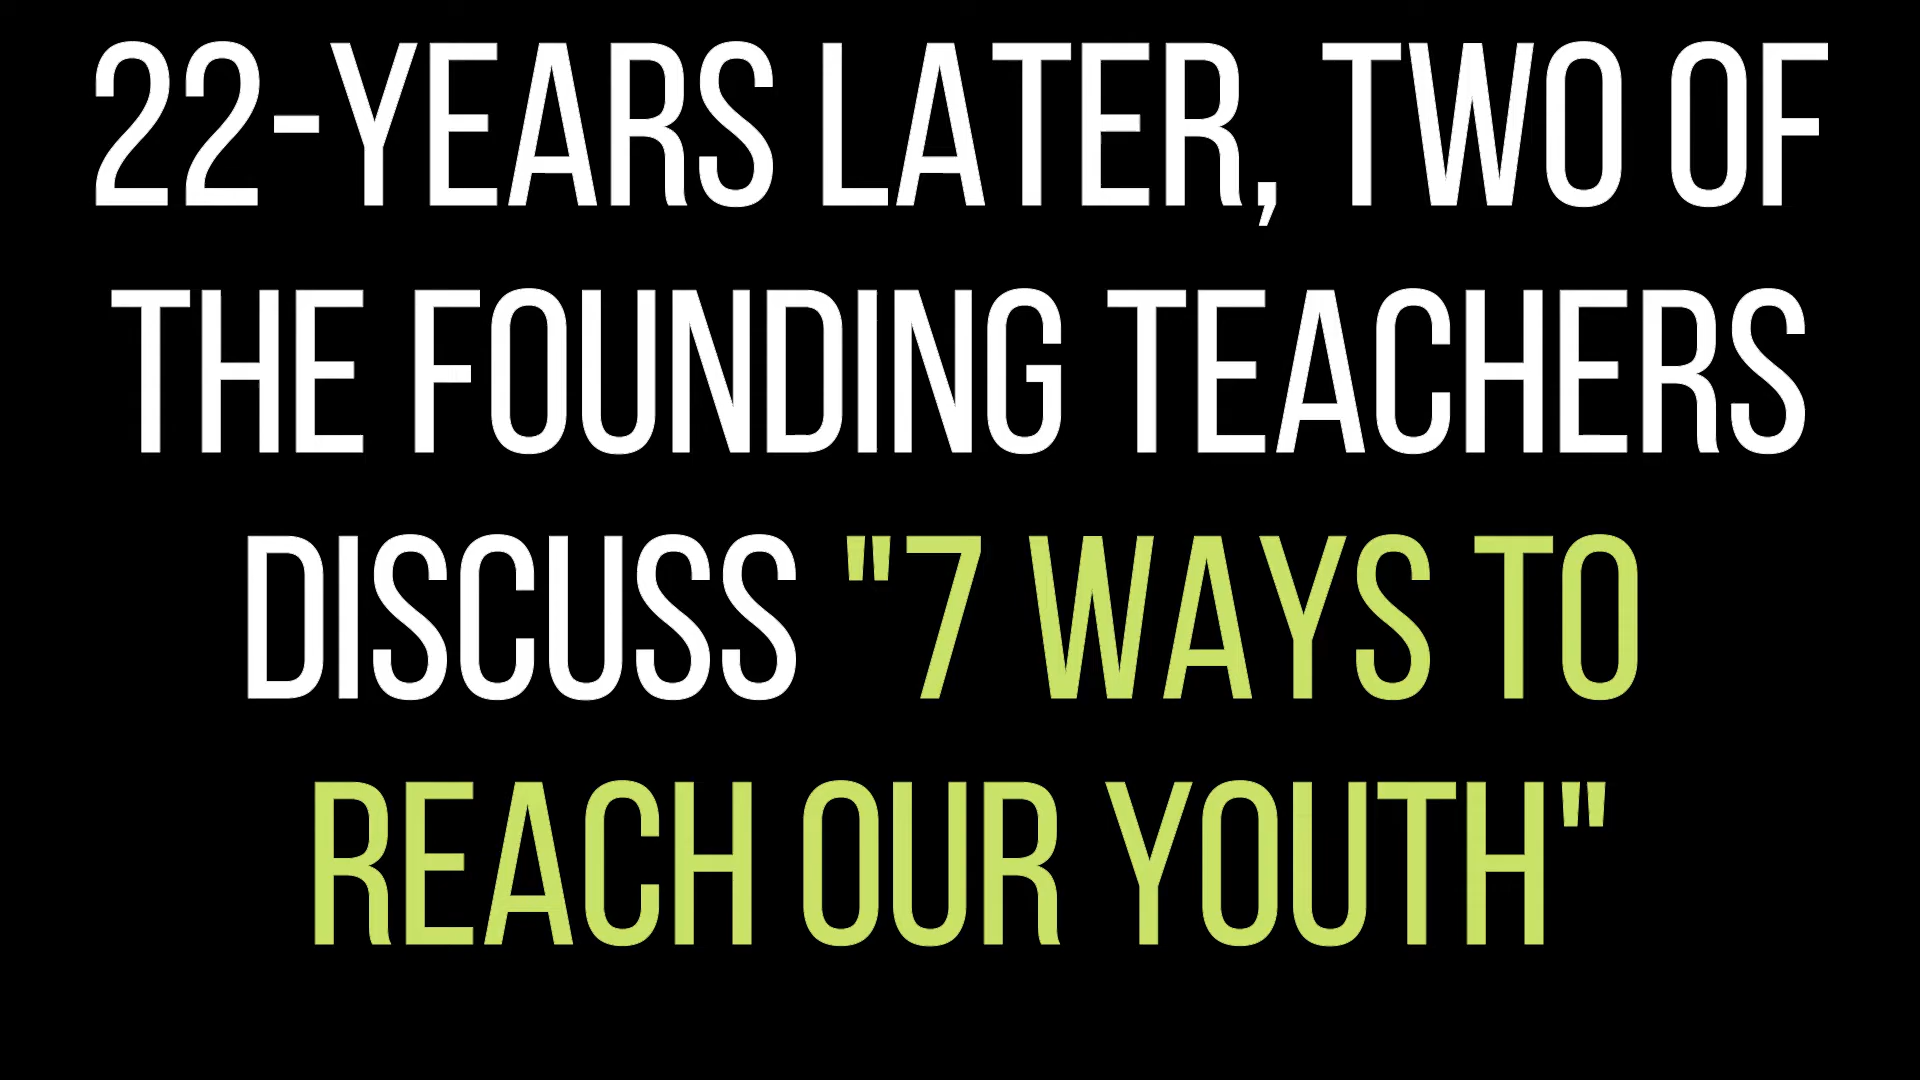 22-YEARS LATER, TWO OF
THE FOUNDING TEACHERS
DISCUSS "7 WAYS TO
REACH OUR YOUTH"